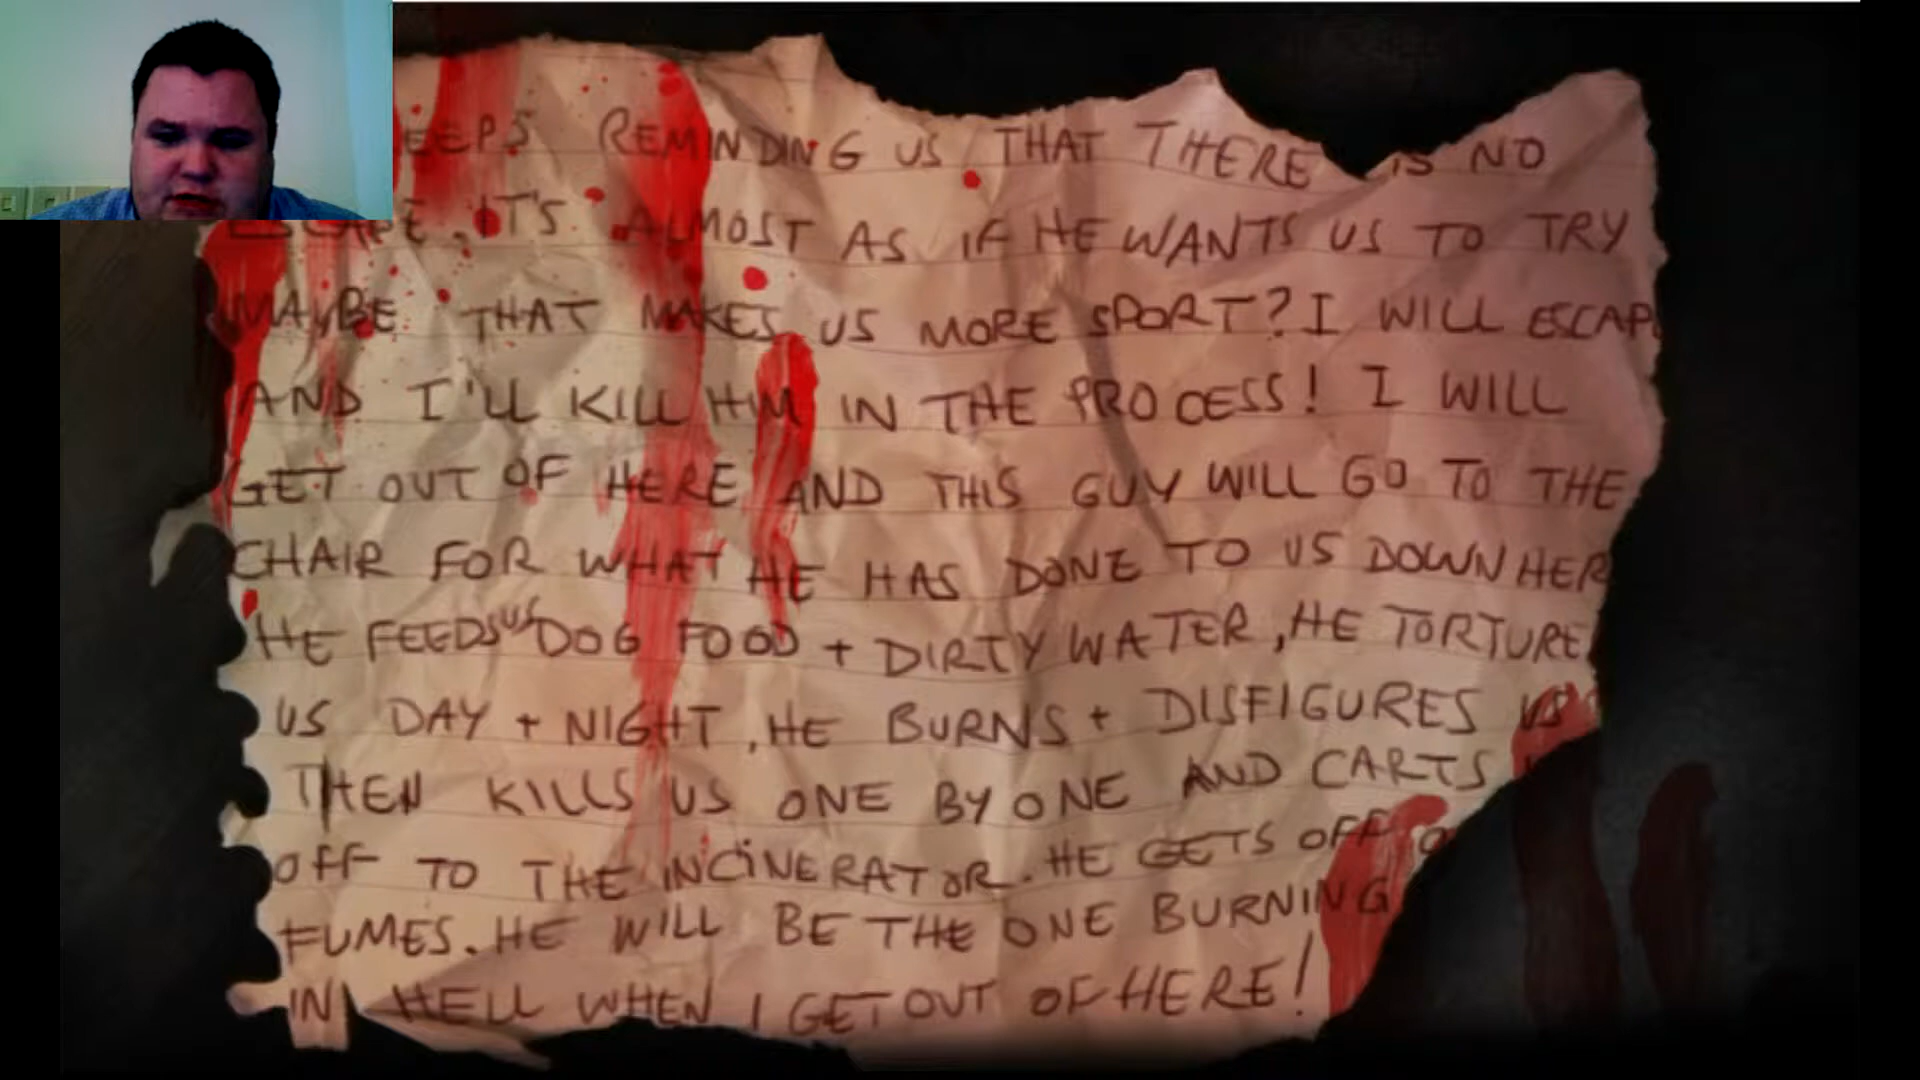 REMINDING US THAT THERE IS NO
ESCAPE, IT'S ALMOST AS IF HE WANTS US TO TRY
MAYBE THAT MAKES US MORE SPORT? I WILL ESCAP
AND I'LL KILL HIM IN THE PROCESS! I WILL
GET OUT OF HERE AND THIS GUY WILL GO TO THE
CHAIR FOR WHAT HE HAS DONE TO US DOWN HER
HE FEEDS US DOG FOOD + DIRTY WATER, HE TORTURE
US DAY + NIGHT, HE BURNS + DISFIGURES US
THEN KILLS US ONE BY ONE AND CARTS
OFF TO THE INCINERATOR. HE GETS OFF
FUMES. HE WILL BE THE ONE BURNING
IN HELL WHEN I GET OUT OF HERE!